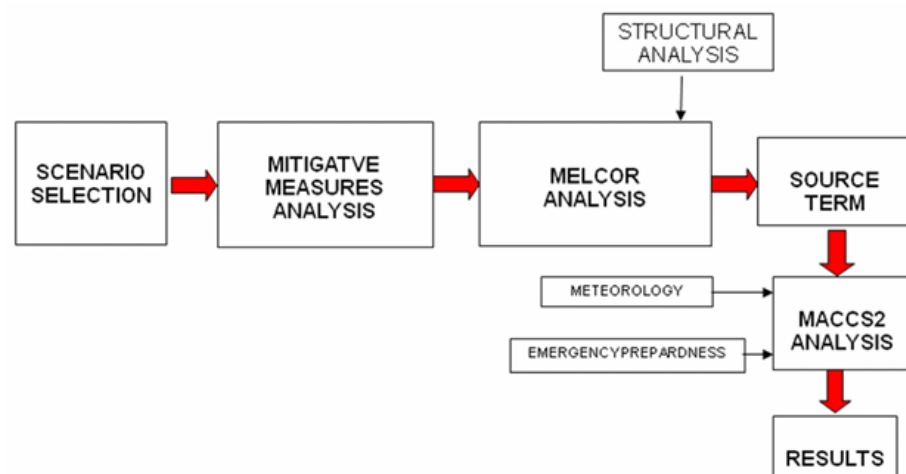 STRUCTURAL
ANALYSIS
SCENARIO
SELECTION
MITIGATVE
MEASURES
ANALYSIS
MELCOR
ANALYSIS
SOURCE
TERM
METEOROLOGY
EMERGENCYPREPARDNESS
MACCS2
ANALYSIS
RESULTS